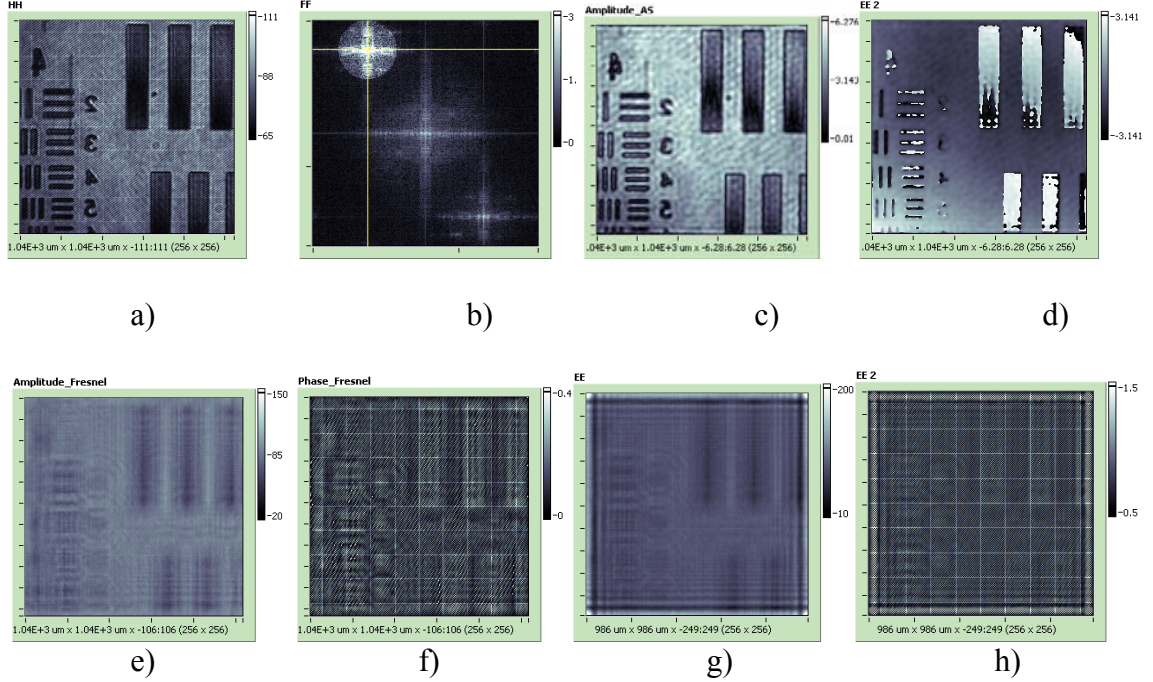 HH
-111
-88
-65
1.04E+3 um x 1.04E+3 um x -111:111 (256 x 256)
FF
-3
-1.
-0
Amplitude_AS
-6.276
-3.143
-0.01
.04E+3 um x 1.04E+3 um x -6.28:6.28 (256 x 256)
EE 2
-3.141
-3.141
.04E+3 um x 1.04E+3 um x -6.28:6.28 (256 x 256)
4
2
3
4
5
a)
b)
c)
d)
Amplitude_Fresnel
-150
-85
-20
1.04E+3 um x 1.04E+3 um x -106:106 (256 x 256)
Phase_Fresnel
-0.4
-0
1.04E+3 um x 1.04E+3 um x -106:106 (256 x 256)
EE
-200
-10
986 um x 986 um x -249:249 (256 x 256)
EE 2
-1.5
-0.5
986 um x 986 um x -249:249 (256 x 256)
e)
f)
g)
h)